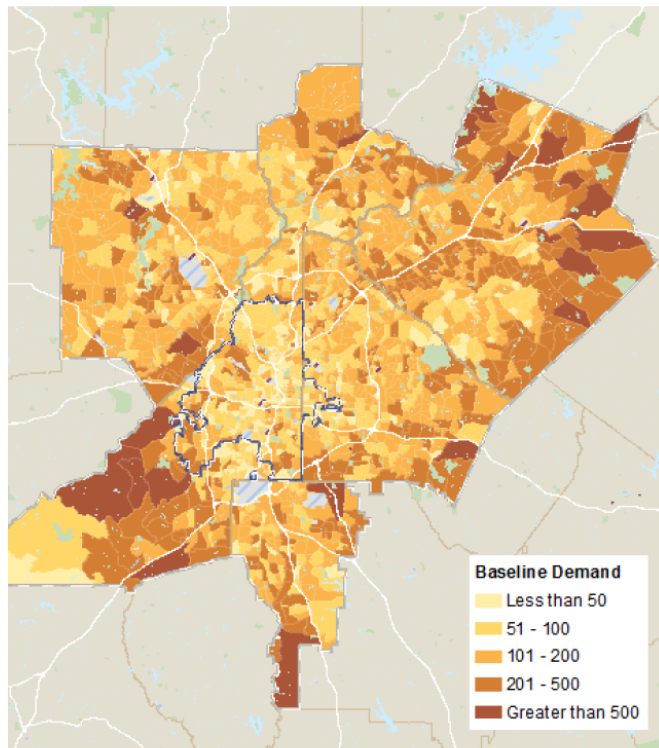 Baseline Demand
Less than 50
51 - 100
101 - 200
201 - 500
Greater than 500